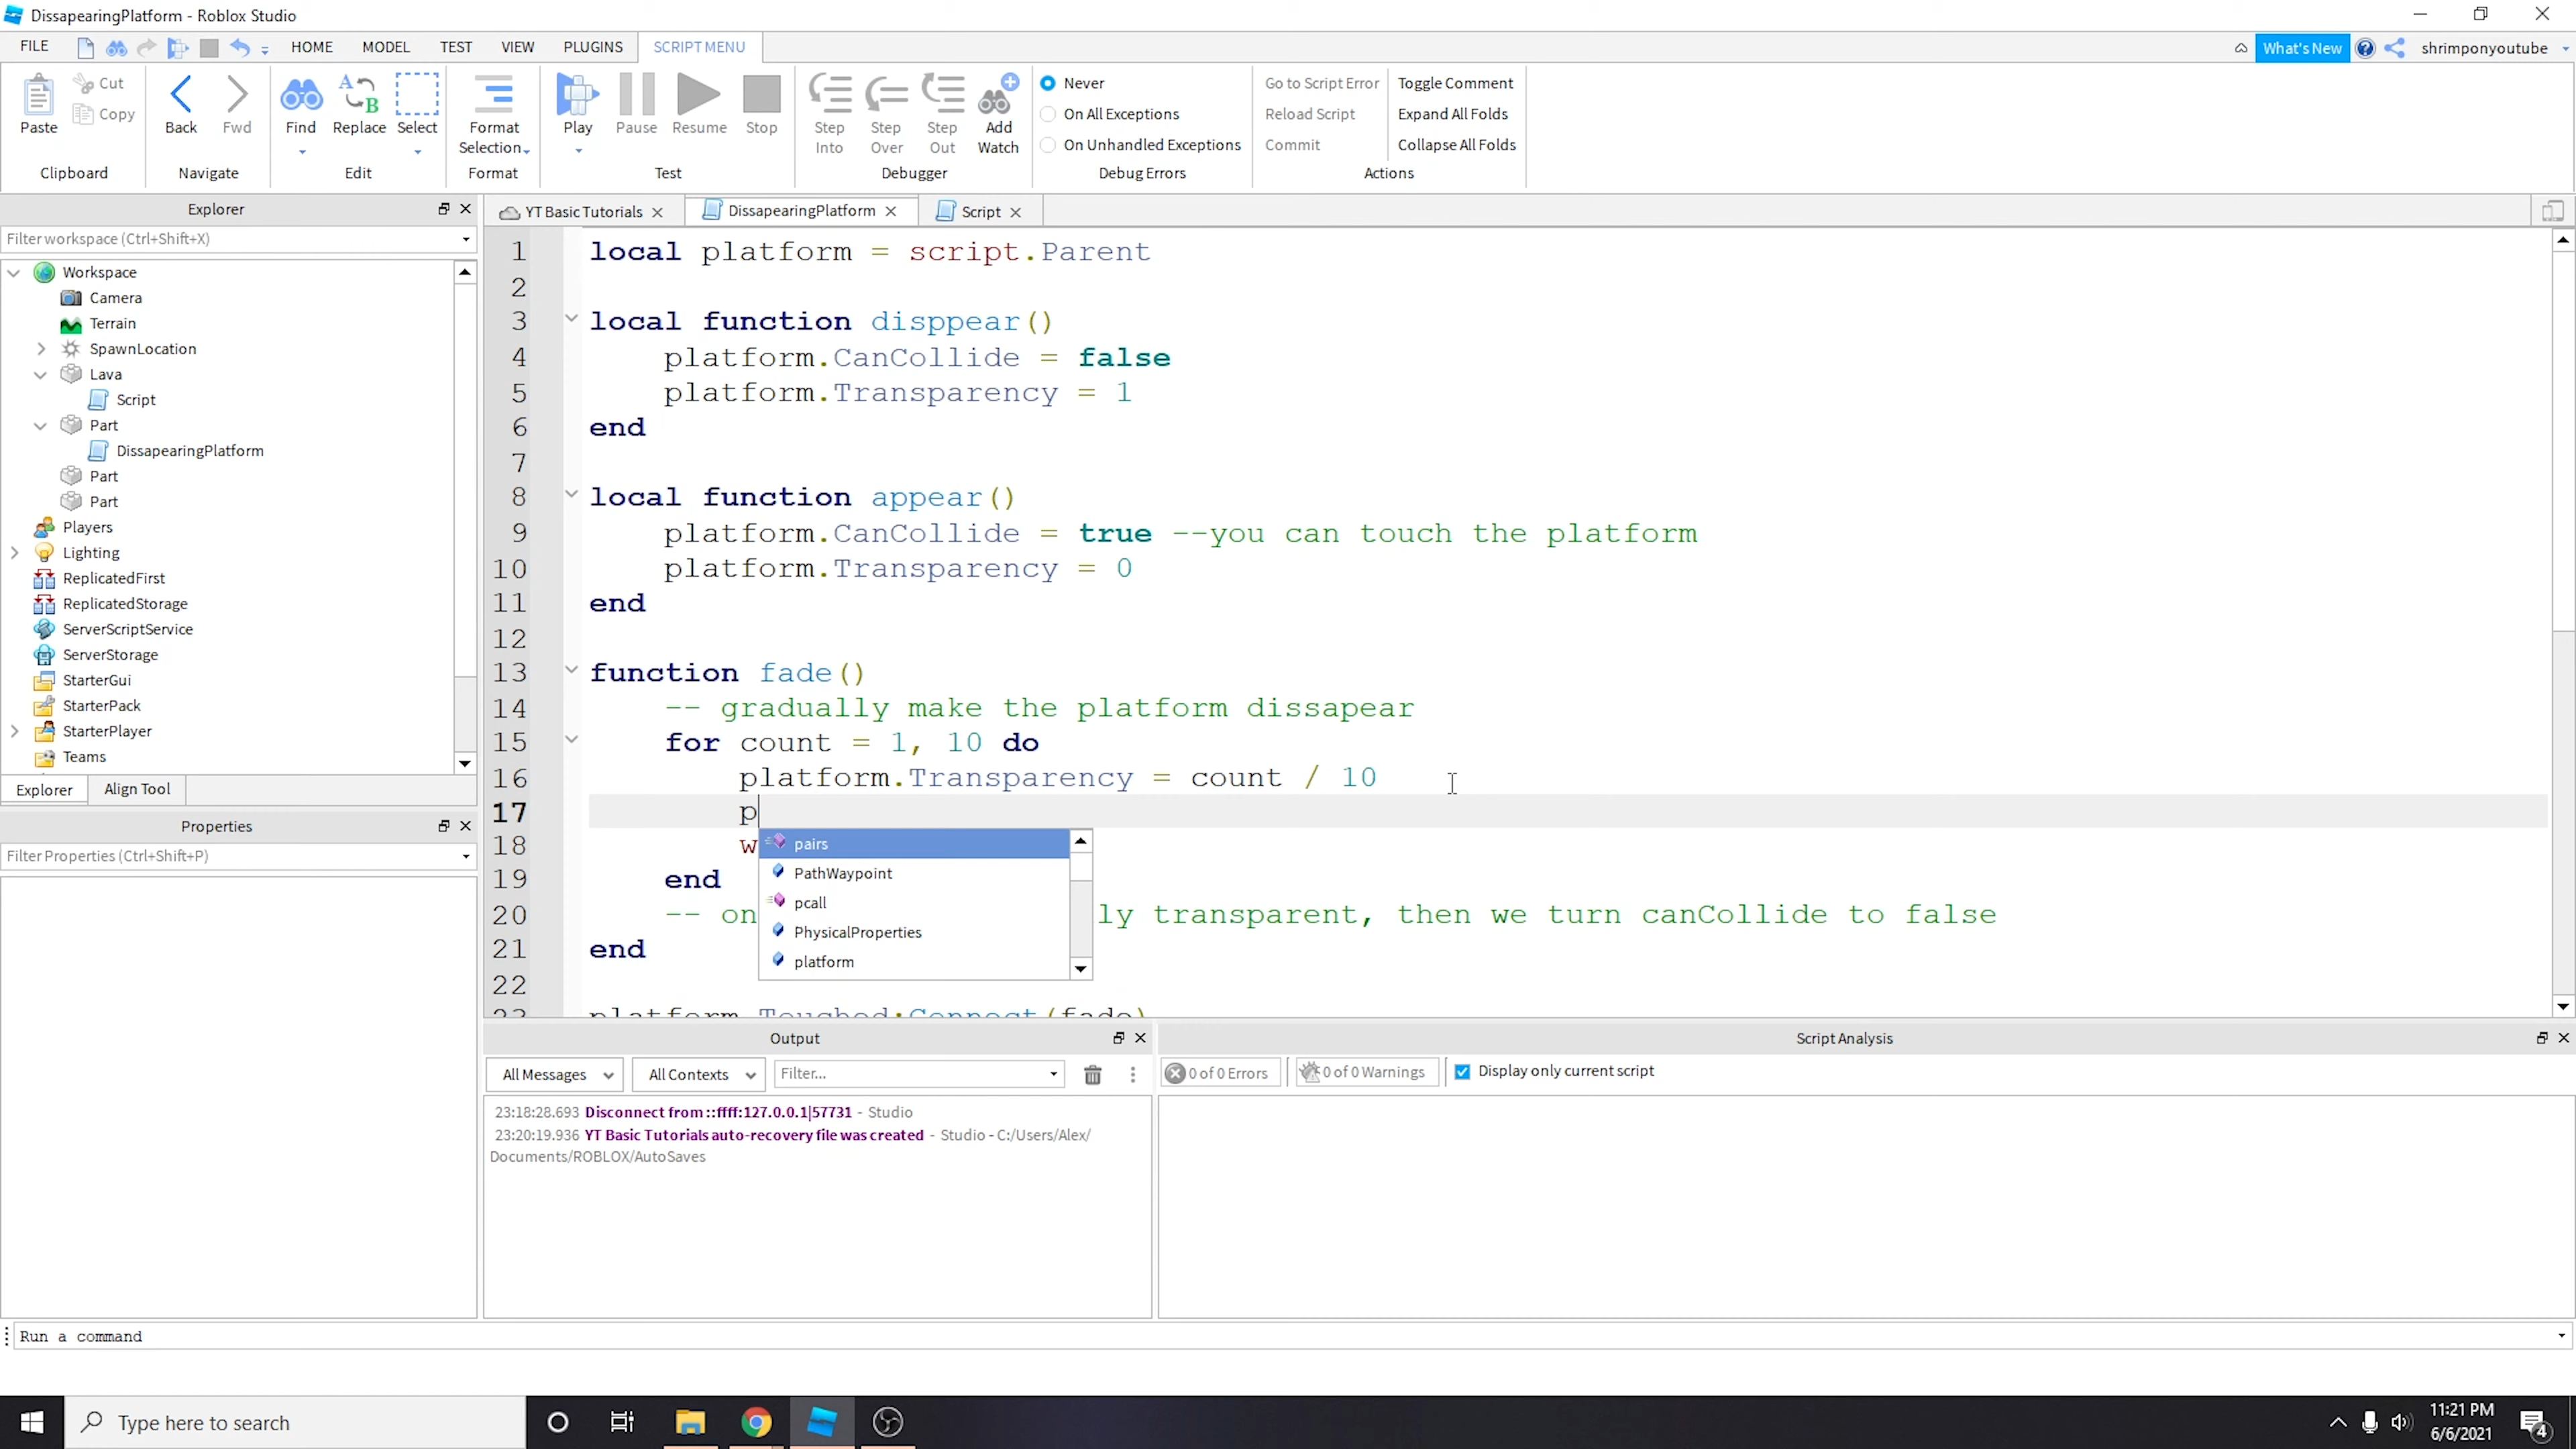 DissapearingPlatform - Roblox Studio
FILE HOME MODEL TEST VIEW PLUGINS SCRIPT MENU What's New shrimponyoutube
Paste Cut Copy Back Fwd Find Replace Select Format Selection Play Pause Resume Stop Step Into Step Over Step Out Add Watch Never On All Exceptions On Unhandled Exceptions Go to Script Error Reload Script Commit Toggle Comment Expand All Folds Collapse All Folds
Clipboard Navigate Edit Format Test Debugger Debug Errors Actions
Explorer
Filter workspace (Ctrl+Shift+X)
Workspace
Camera
Terrain
SpawnLocation
Lava
Script
Part
DissapearingPlatform
Part
Part
Players
Lighting
ReplicatedFirst
ReplicatedStorage
ServerScriptService
ServerStorage
StarterGui
StarterPack
StarterPlayer
Teams
Explorer Align Tool
Properties
Filter Properties (Ctrl+Shift+P)
YT Basic Tutorials DissapearingPlatform Script
1 local platform = script.Parent
2
3 local function disppear()
4 platform.CanCollide = false
5 platform.Transparency = 1
6 end
7
8 local function appear()
9 platform.CanCollide = true --you can touch the platform
10 platform.Transparency = 0
11 end
12
13 function fade()
14 -- gradually make the platform dissapear
15 for count = 1, 10 do
16 platform.Transparency = count / 10
17 p
18 w
19 end
20 -- on ly transparent, then we turn canCollide to false
21 end
22
23 platform.Touched:Connect(fade)
pairs
PathWaypoint
pcall
PhysicalProperties
platform
Output
All Messages All Contexts Filter...
23:18:28.693 Disconnect from ::ffff:127.0.0.1|57731 - Studio
23:20:19.936 YT Basic Tutorials auto-recovery file was created - Studio - C:/Users/Alex/
Documents/ROBLOX/AutoSaves
Script Analysis
0 of 0 Errors 0 of 0 Warnings Display only current script
Run a command
Type here to search
11:21 PM
6/6/2021
4